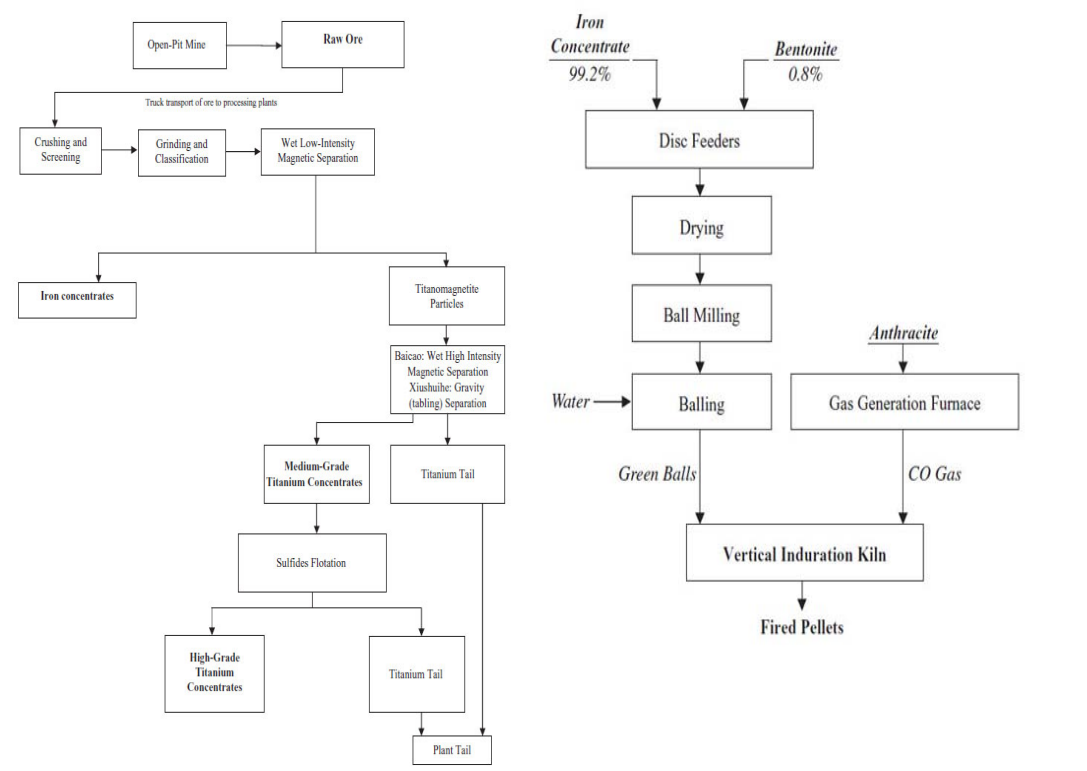 Open-Pit Mine
Raw Ore
Truck transport of ore to processing plants
Crushing and
Screening
Grinding and
Classification
Wet Low-Intensity
Magnetic Separation
Iron concentrates
Titanomagnetite
Particles
Baicao: Wet High Intensity
Magnetic Separation
Xiushuihe: Gravity
(tabling) Separation
Medium-Grade
Titanium Concentrates
Titanium Tail
Sulfides Flotation
High-Grade
Titanium
Concentrates
Titanium Tail
Plant Tail
Iron
Concentrate
99.2%
Bentonite
0.8%
Disc Feeders
Drying
Ball Milling
Anthracite
Water
Balling
Gas Generation Furnace
Green Balls
CO Gas
Vertical Induration Kiln
Fired Pellets